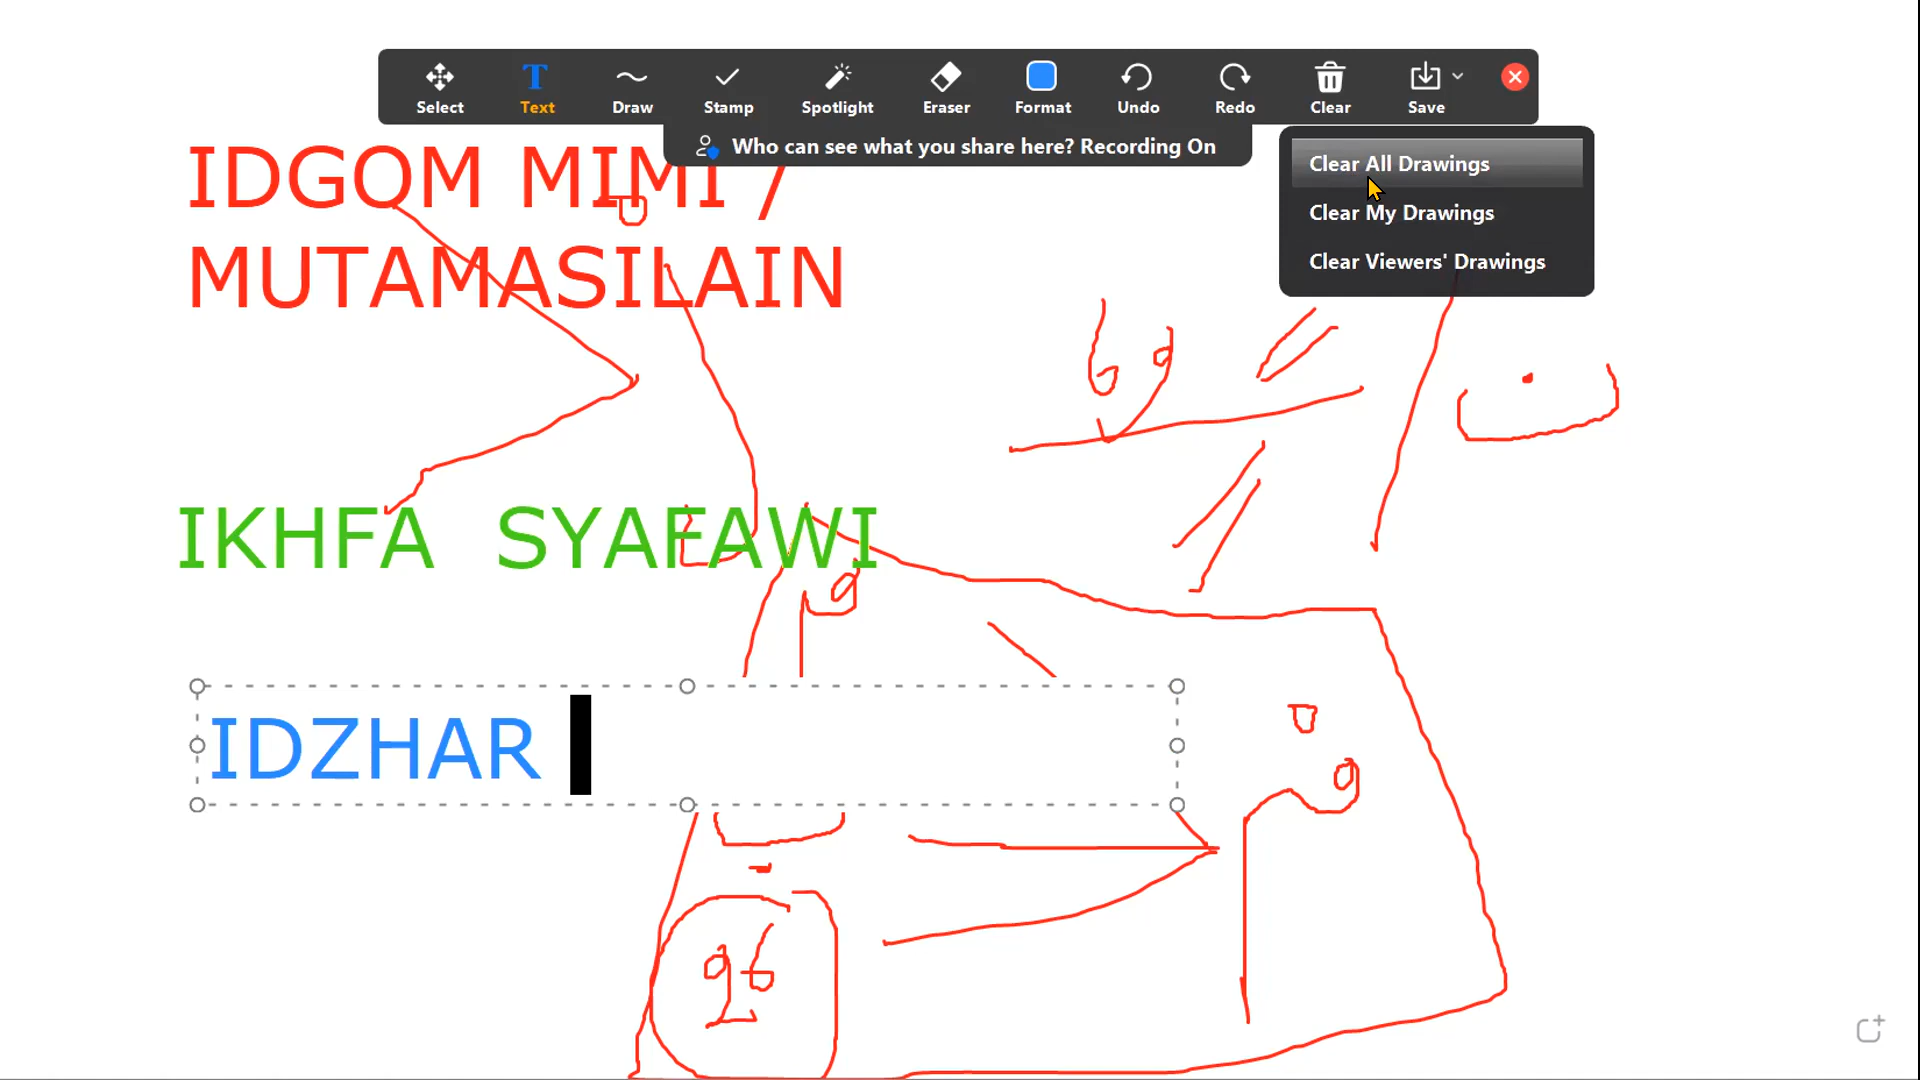 Select Text Draw Stamp Spotlight Eraser Format Undo Redo Clear Save
Who can see what you share here? Recording On
Clear All Drawings
Clear My Drawings
Clear Viewers' Drawings
IDGOM MIMI /
MUTAMASILAIN
IKHFA SYAFAWI
IDZHAR